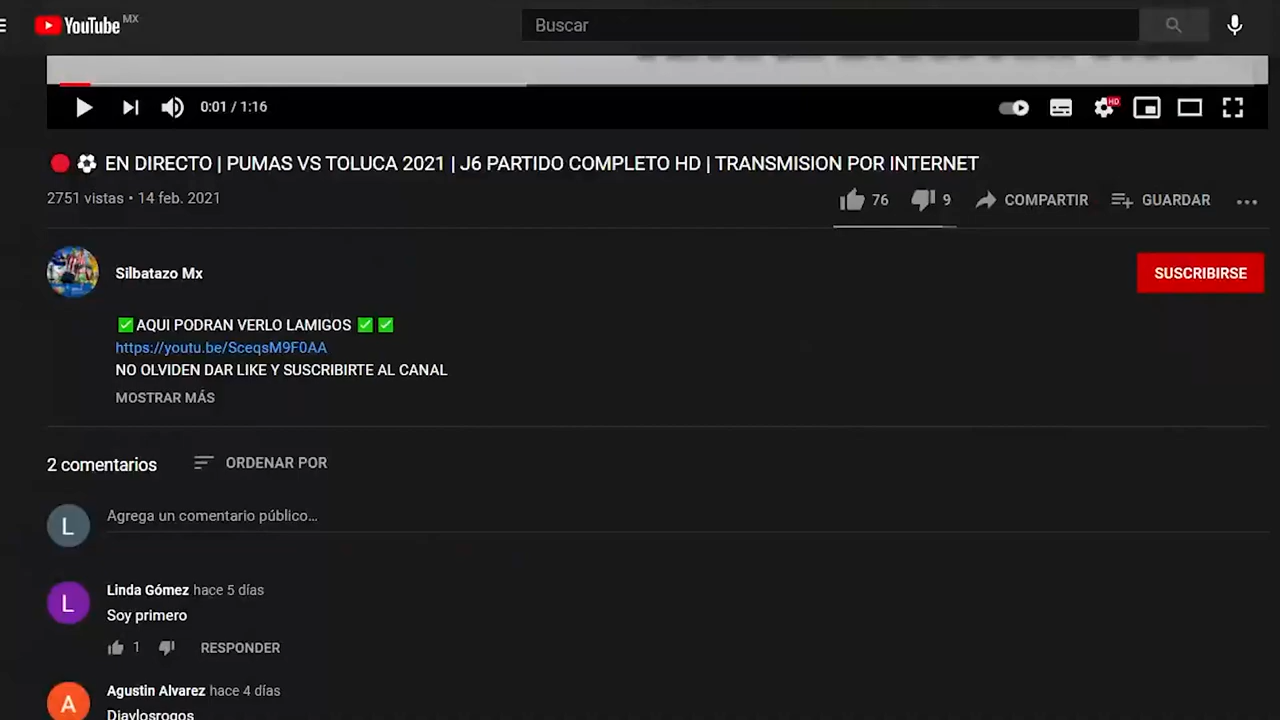 YouTube MX
Buscar
0:01 / 1:16
HD
EN DIRECTO | PUMAS VS TOLUCA 2021 | J6 PARTIDO COMPLETO HD | TRANSMISION POR INTERNET
2751 vistas • 14 feb. 2021
76
9
COMPARTIR
GUARDAR
Silbatazo Mx
SUSCRIBIRSE
✅AQUI PODRAN VERLO LAMIGOS ✅ ✅
https://youtu.be/SceqsM9F0AA
NO OLVIDEN DAR LIKE Y SUSCRIBIRTE AL CANAL
MOSTRAR MÁS
2 comentarios
ORDENAR POR
L
Agrega un comentario público...
L
Linda Gómez hace 5 días
Soy primero
1
RESPONDER
A
Agustin Alvarez hace 4 días
Diaylosrogos